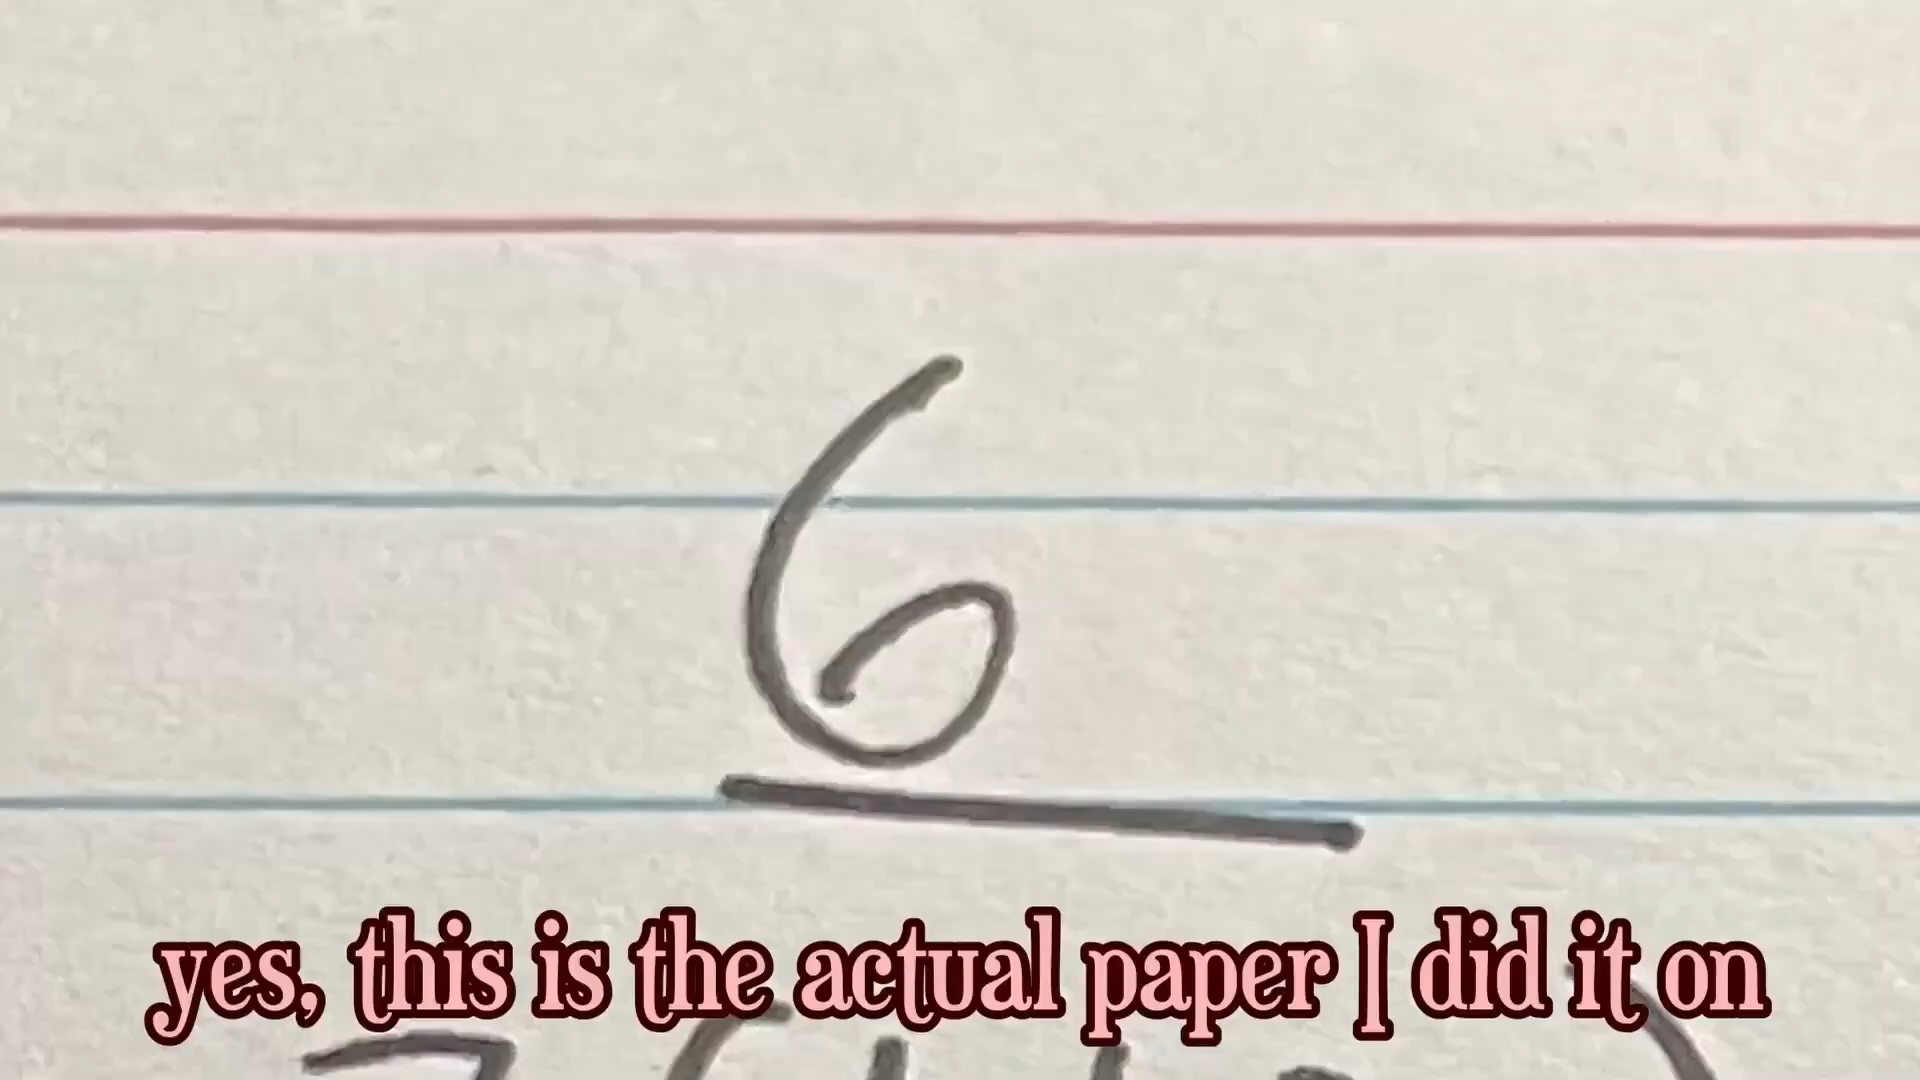 6
yes, this is the actual paper I did it on